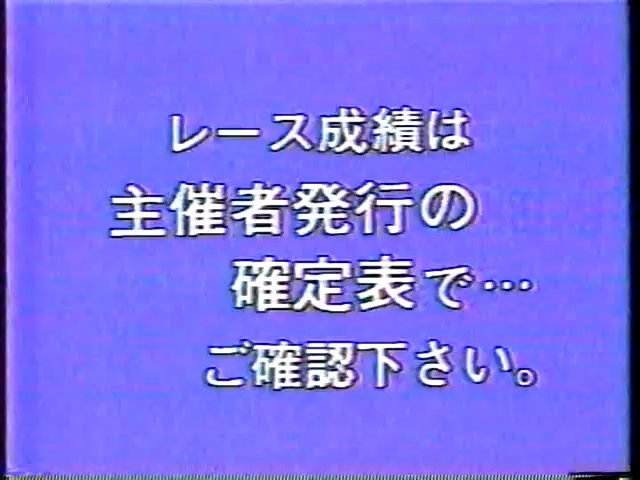 レース成績は
主催者発行の
確定表で…
ご確認下さい。